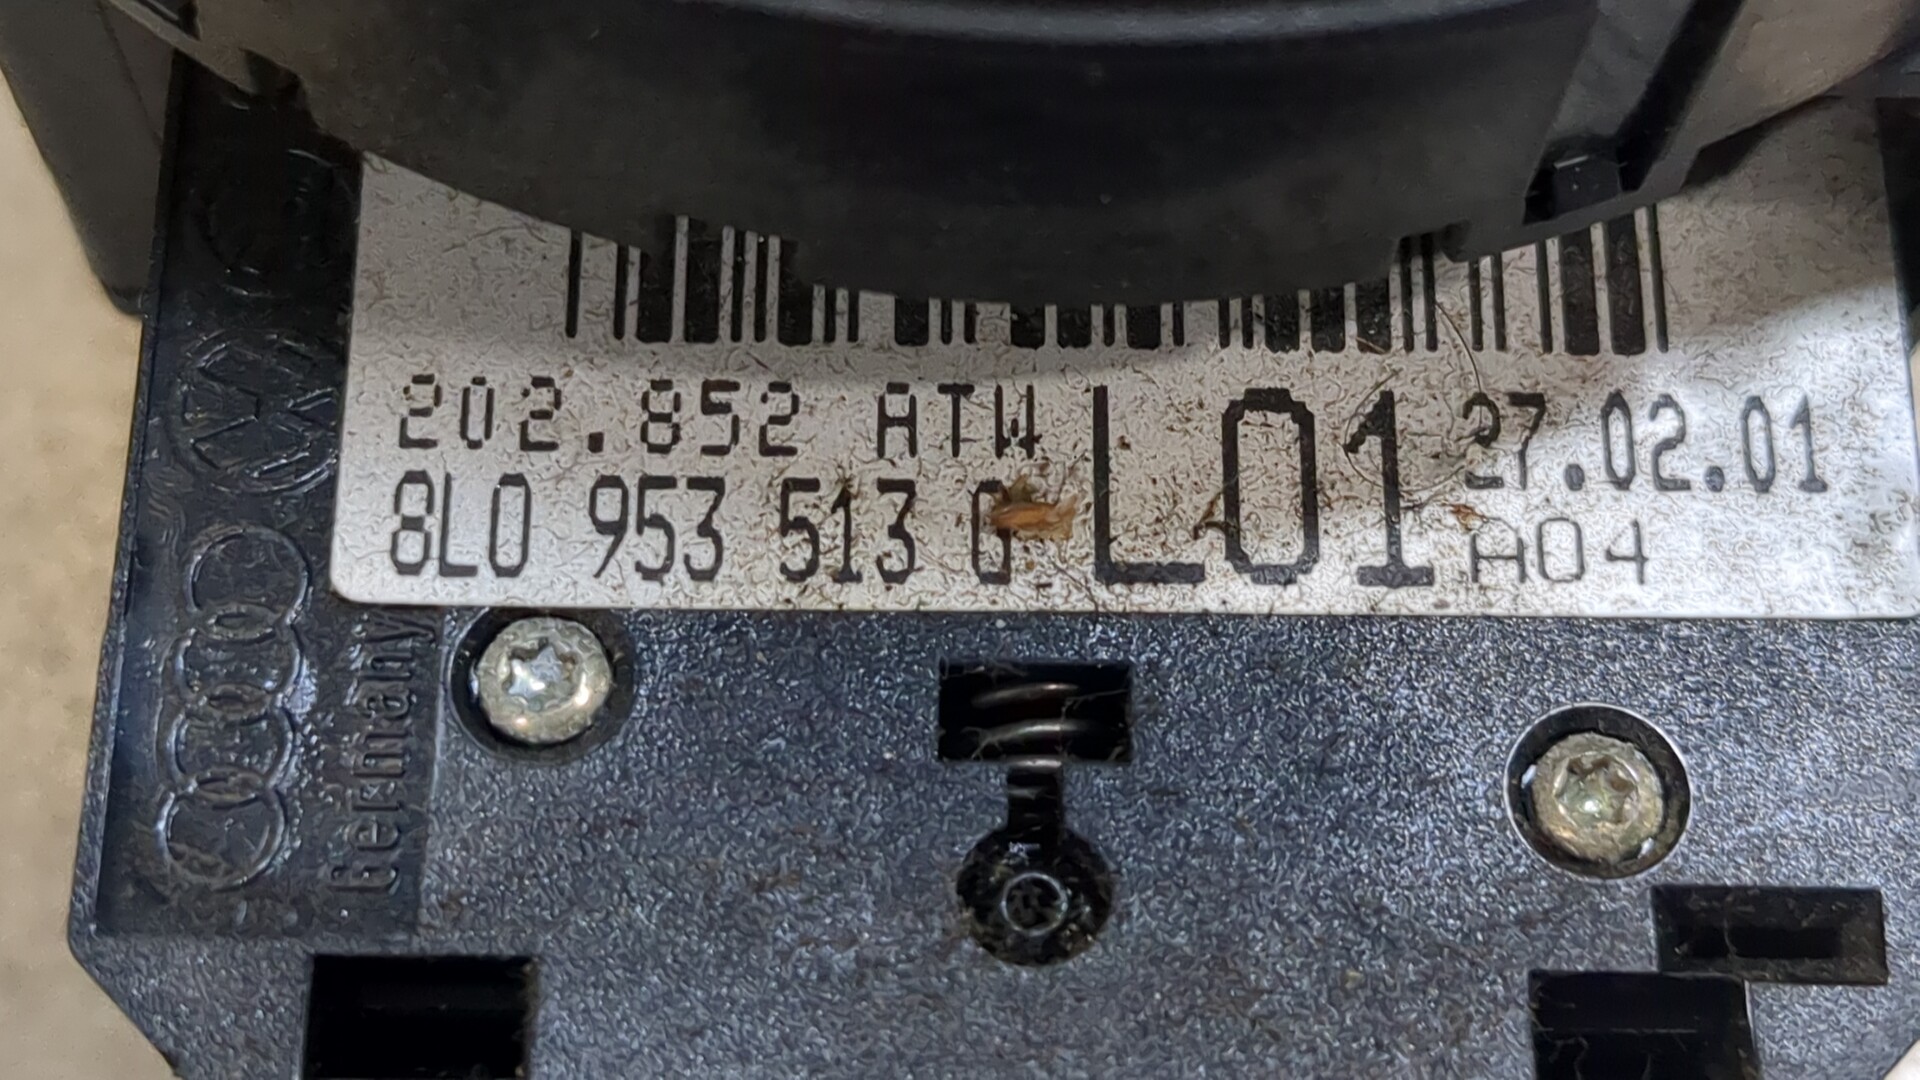 202.852 ATW L01 27.02.01
8L0 953 513 G A04
Germany